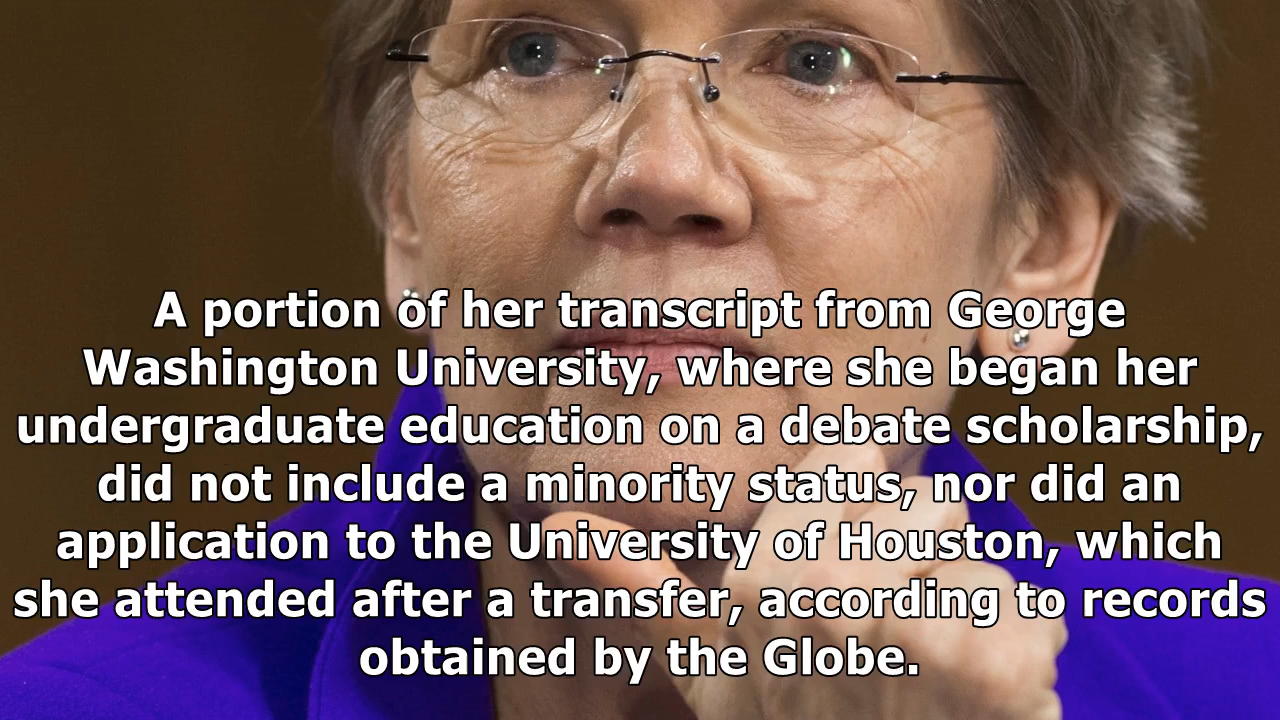 A portion of her transcript from George
Washington University, where she began her
undergraduate education on a debate scholarship,
did not include a minority status, nor did an
application to the University of Houston, which
she attended after a transfer, according to records
obtained by the Globe.